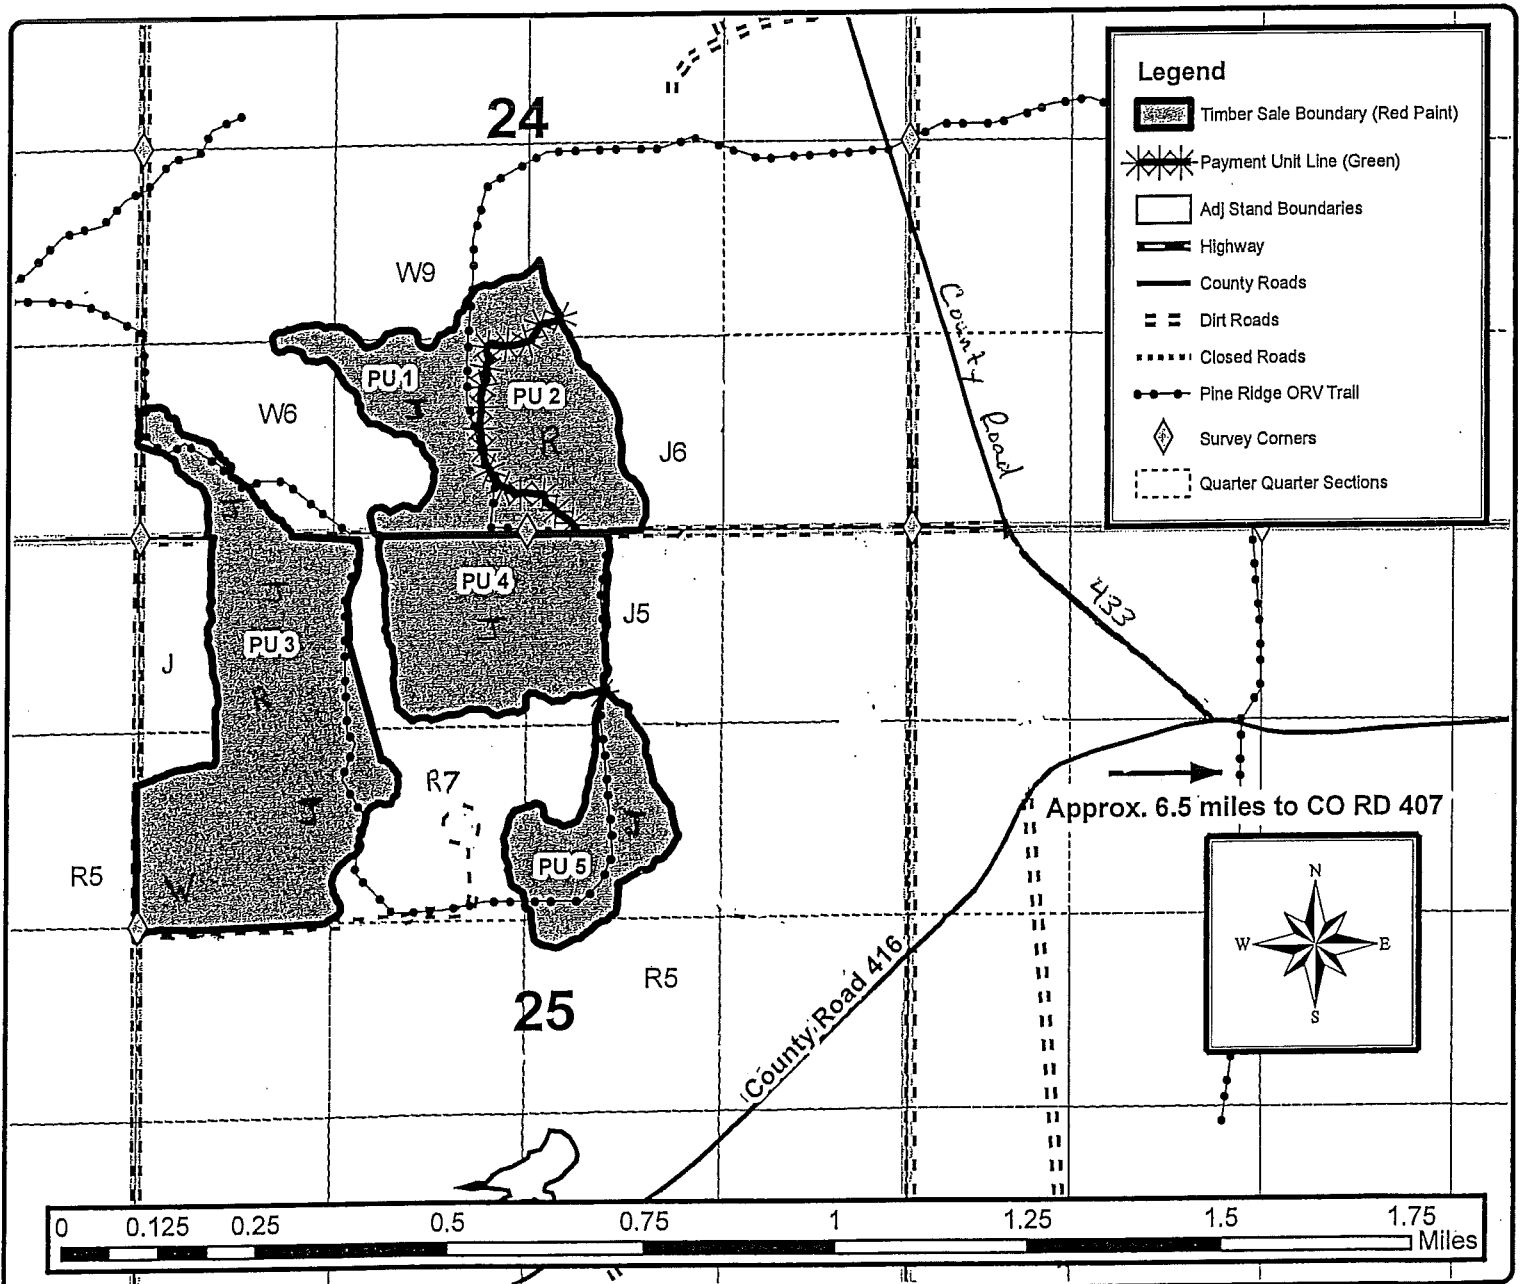 24
Legend
Timber Sale Boundary (Red Paint)
Payment Unit Line (Green)
Adj Stand Boundaries
Highway
County Roads
Dirt Roads
Closed Roads
Pine Ridge ORV Trail
Survey Corners
Quarter Quarter Sections
W9
County Road
PU 1
J
PU 2
R
W6
J6
J
PU 4
J
433
J5
J
PU 3
J
R
R7
Approx. 6.5 miles to CO RD 407
J
J
PU 5
R5
W
N
W
E
S
R5
25
County Road 416
0
0.125
0.25
0.5
0.75
1
1.25
1.5
1.75
Miles